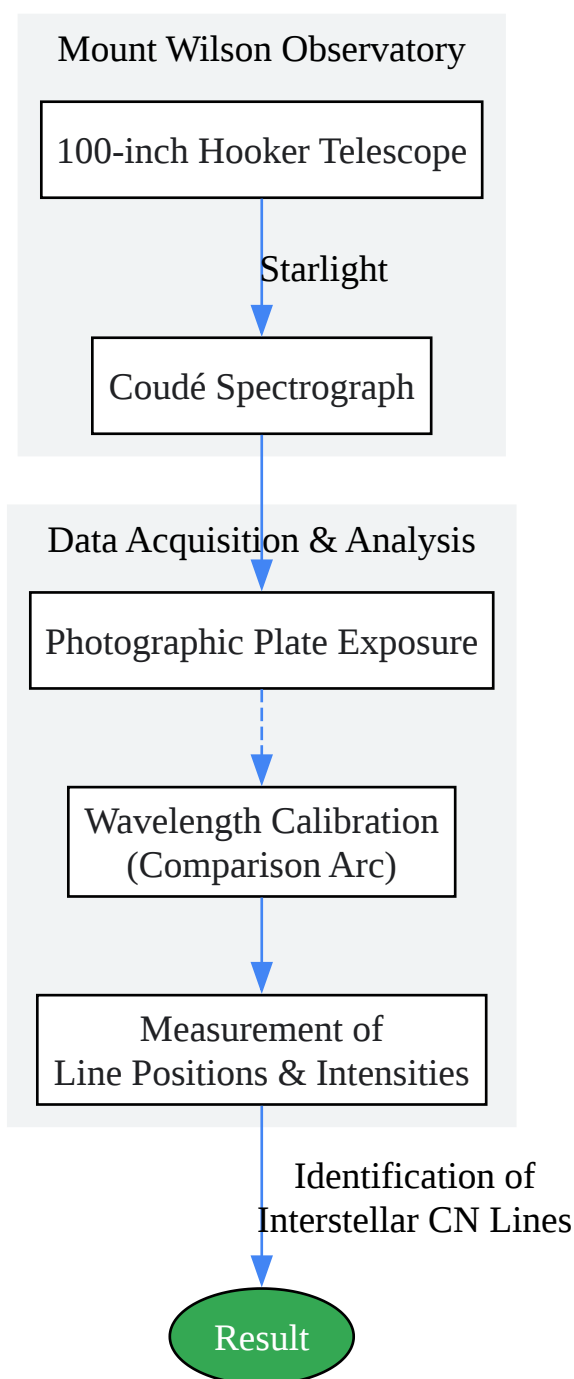 Mount Wilson Observatory
100-inch Hooker Telescope
Starlight
Coudé Spectrograph
Data Acquisition & Analysis
Photographic Plate Exposure
Wavelength Calibration
(Comparison Arc)
Measurement of
Line Positions & Intensities
Identification of
Interstellar CN Lines
Result